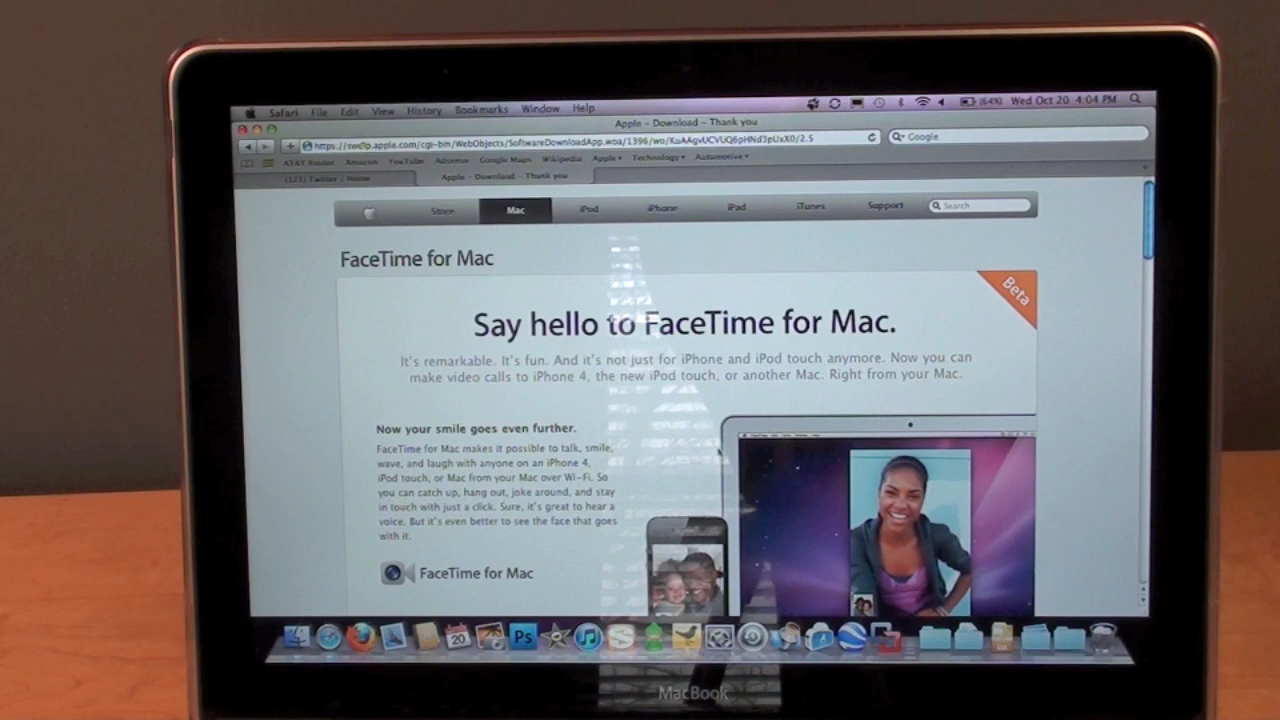 Safari File Edit View History Bookmarks Window Help (64%) Wed Oct 20 4:04 PM
Apple – Download – Thank you
Google
AT&T Router Amazon YouTube Adsense Google Maps Wikipedia Apple Technology Automotive
(121) Twitter / Home Apple – Download – Thank you
Store Mac iPod iPhone iPad iTunes Support Search
FaceTime for Mac
Beta
Say hello to FaceTime for Mac.
It's remarkable. It's fun. And it's not just for iPhone and iPod touch anymore. Now you can
make video calls to iPhone 4, the new iPod touch, or another Mac. Right from your Mac.
Now your smile goes even further.
FaceTime for Mac makes it possible to talk, smile,
wave, and laugh with anyone on an iPhone 4,
iPod touch, or Mac from your Mac over Wi-Fi. So
you can catch up, hang out, joke around, and stay
in touch with just a click. Sure, it's great to hear a
voice. But it's even better to see the face that goes
with it.
FaceTime for Mac
20
Ps
MacBook